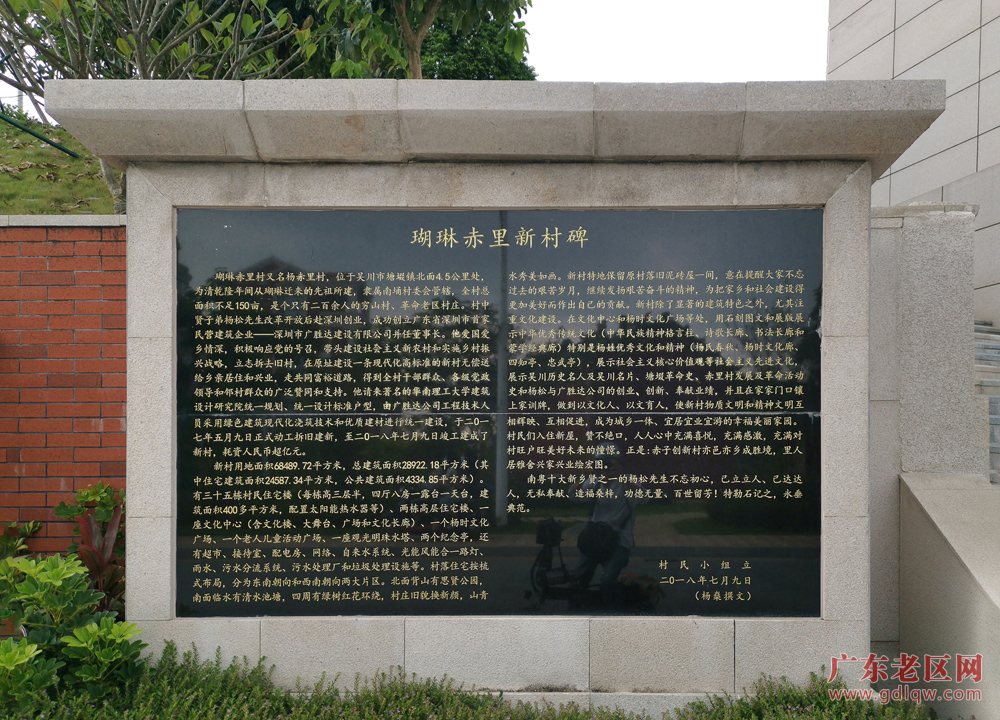 瑚琳赤里新村碑
瑚琳赤里村又名杨赤里村，位于吴川市塘㙍镇北面4.5公里处，
为清乾隆年间从瑚琳迁来的先祖所建，隶属南埇村委会管辖，全村总
面积不足150亩，是个只有二百余人的穷山村、革命老区村庄。村中
贤子弟杨松先生改革开放后赴深圳创业，成功创立广东省深圳市首家
民营建筑企业——深圳市广胜达建设有限公司并任董事长。他爱国爱
乡情深，积极响应党的号召，带头建设社会主义新农村和实施乡村振
兴战略，立志拆去旧村，在原址建设一条现代化高标准的新村无偿送
给乡亲居住和兴业，走共同富裕道路，得到全村干部群众、各级党政
领导和邻村群众的广泛赞同和支持。他请来著名的华南理工大学建筑
设计研究院统一规划、统一设计标准户型，由广胜达公司工程技术人
员采用绿色建筑现代化浇筑技术和优质建材进行统一建设，于二0一
七年五月九日正式动工拆旧建新，至二0一八年七月九日竣工建成了
新村，耗资人民币超亿元。
新村用地面积68489.72平方米，总建筑面积28922.18平方米（其
中住宅建筑面积24587.34平方米，公共建筑面积4334.85平方米）。
有三十五栋村民住宅楼（每栋高三层半，四厅八房一露台一天台，建
筑面积400多平方米，配置太阳能热水器等）、两栋高层住宅楼、一
座文化中心（含文化楼、大舞台、广场和文化长廊）、一个杨时文化
广场、一个老人儿童活动广场、一座观光明珠水塔、两个纪念亭，还
有超市、接待室、配电房、网络、自来水系统、光能风能合一路灯、
雨水、污水分流系统、污水处理厂和垃圾处理设施等。村落住宅按梳
式布局，分为东南朝向和西南朝向两大片区。北面背山有思贤公园，
南面临水有清水池塘，四周有绿树红花环绕，村庄旧貌换新颜，山青
水秀美如画。新村特地保留原村落旧泥砖屋一间，意在提醒大家不忘
过去的艰苦岁月，继续发扬艰苦奋斗的精神，为把家乡和社会建设得
更加美好而作出自己的贡献。新村除了显著的建筑特色之外，尤其注
重文化建设。在文化中心和杨时文化广场等处，用石刻图文和展版展
示中华优秀传统文化（中华民族精神格言柱、诗歌长廊、书法长廊和
蒙学经典廊）特别是杨姓优秀文化和精神（杨氏春秋、杨时文化廊、
四知亭、忠贞亭），展示社会主义核心价值观等社会主义先进文化，
展示吴川历史名人及吴川名片、塘㙍革命史、赤里村发展及革命活动
史和杨松与广胜达公司的创业、创新、奉献业绩，并且在家家门口镶
上家训牌，做到以文化人、以文育人，使新村物质文明和精神文明互
相辉映、互相促进，成为城乡一体、宜居宜业宜游的幸福美丽家园。
村民们入住新屋，赞不绝口，人人心中充满喜悦，充满感激，充满对
村旺户旺美好未来的憧憬。正是：赤子创新村亦邑亦乡成胜境，里人
居雅舍兴家兴业绘宏图。
南粤十大新乡贤之一的杨松先生不忘初心，已立立人、已达达
人，无私奉献、造福桑梓，功德无量、百世留芳！特勒石记之，永垂
典范。
村民小组立
二0一八年七月九日
（杨燊撰文）
广东老区网
www.gdlqw.com